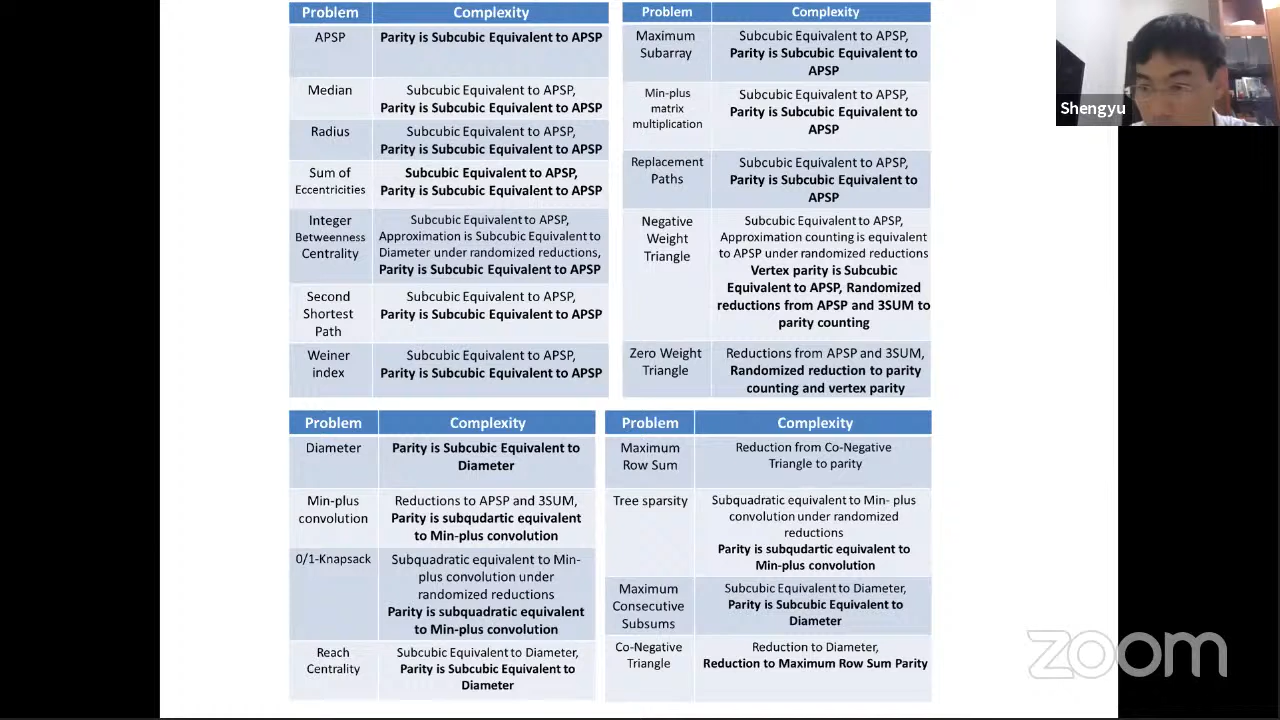 Problem Complexity
APSP Parity is Subcubic Equivalent to APSP
Median Subcubic Equivalent to APSP,
Parity is Subcubic Equivalent to APSP
Radius Subcubic Equivalent to APSP,
Parity is Subcubic Equivalent to APSP
Sum of Subcubic Equivalent to APSP,
Eccentricities Parity is Subcubic Equivalent to APSP
Integer Subcubic Equivalent to APSP,
Betweenness Approximation is Subcubic Equivalent to
Centrality Diameter under randomized reductions,
Parity is Subcubic Equivalent to APSP
Second Subcubic Equivalent to APSP,
Shortest Parity is Subcubic Equivalent to APSP
Path
Weiner Subcubic Equivalent to APSP,
index Parity is Subcubic Equivalent to APSP
Problem Complexity
Maximum Subcubic Equivalent to APSP,
Subarray Parity is Subcubic Equivalent to
APSP
Min-plus Subcubic Equivalent to APSP,
matrix Parity is Subcubic Equivalent to
multiplication APSP
Replacement Subcubic Equivalent to APSP,
Paths Parity is Subcubic Equivalent to
APSP
Negative Subcubic Equivalent to APSP,
Weight Approximation counting is equivalent
Triangle to APSP under randomized reductions
Vertex parity is Subcubic
Equivalent to APSP, Randomized
reductions from APSP and 3SUM to
parity counting
Zero Weight Reductions from APSP and 3SUM,
Triangle Randomized reduction to parity
counting and vertex parity
Problem Complexity
Diameter Parity is Subcubic Equivalent to
Diameter
Min-plus Reductions to APSP and 3SUM,
convolution Parity is subqudartic equivalent
to Min-plus convolution
0/1-Knapsack Subquadratic equivalent to Min-
plus convolution under
randomized reductions
Parity is subquadratic equivalent
to Min-plus convolution
Reach Subcubic Equivalent to Diameter,
Centrality Parity is Subcubic Equivalent to
Diameter
Problem Complexity
Maximum Reduction from Co-Negative
Row Sum Triangle to parity
Tree sparsity Subquadratic equivalent to Min- plus
convolution under randomized
reductions
Parity is subqudartic equivalent to
Min-plus convolution
Maximum Subcubic Equivalent to Diameter,
Consecutive Parity is Subcubic Equivalent to
Subsums Diameter
Co-Negative Reduction to Diameter,
Triangle Reduction to Maximum Row Sum Parity
Shengyu
zoom